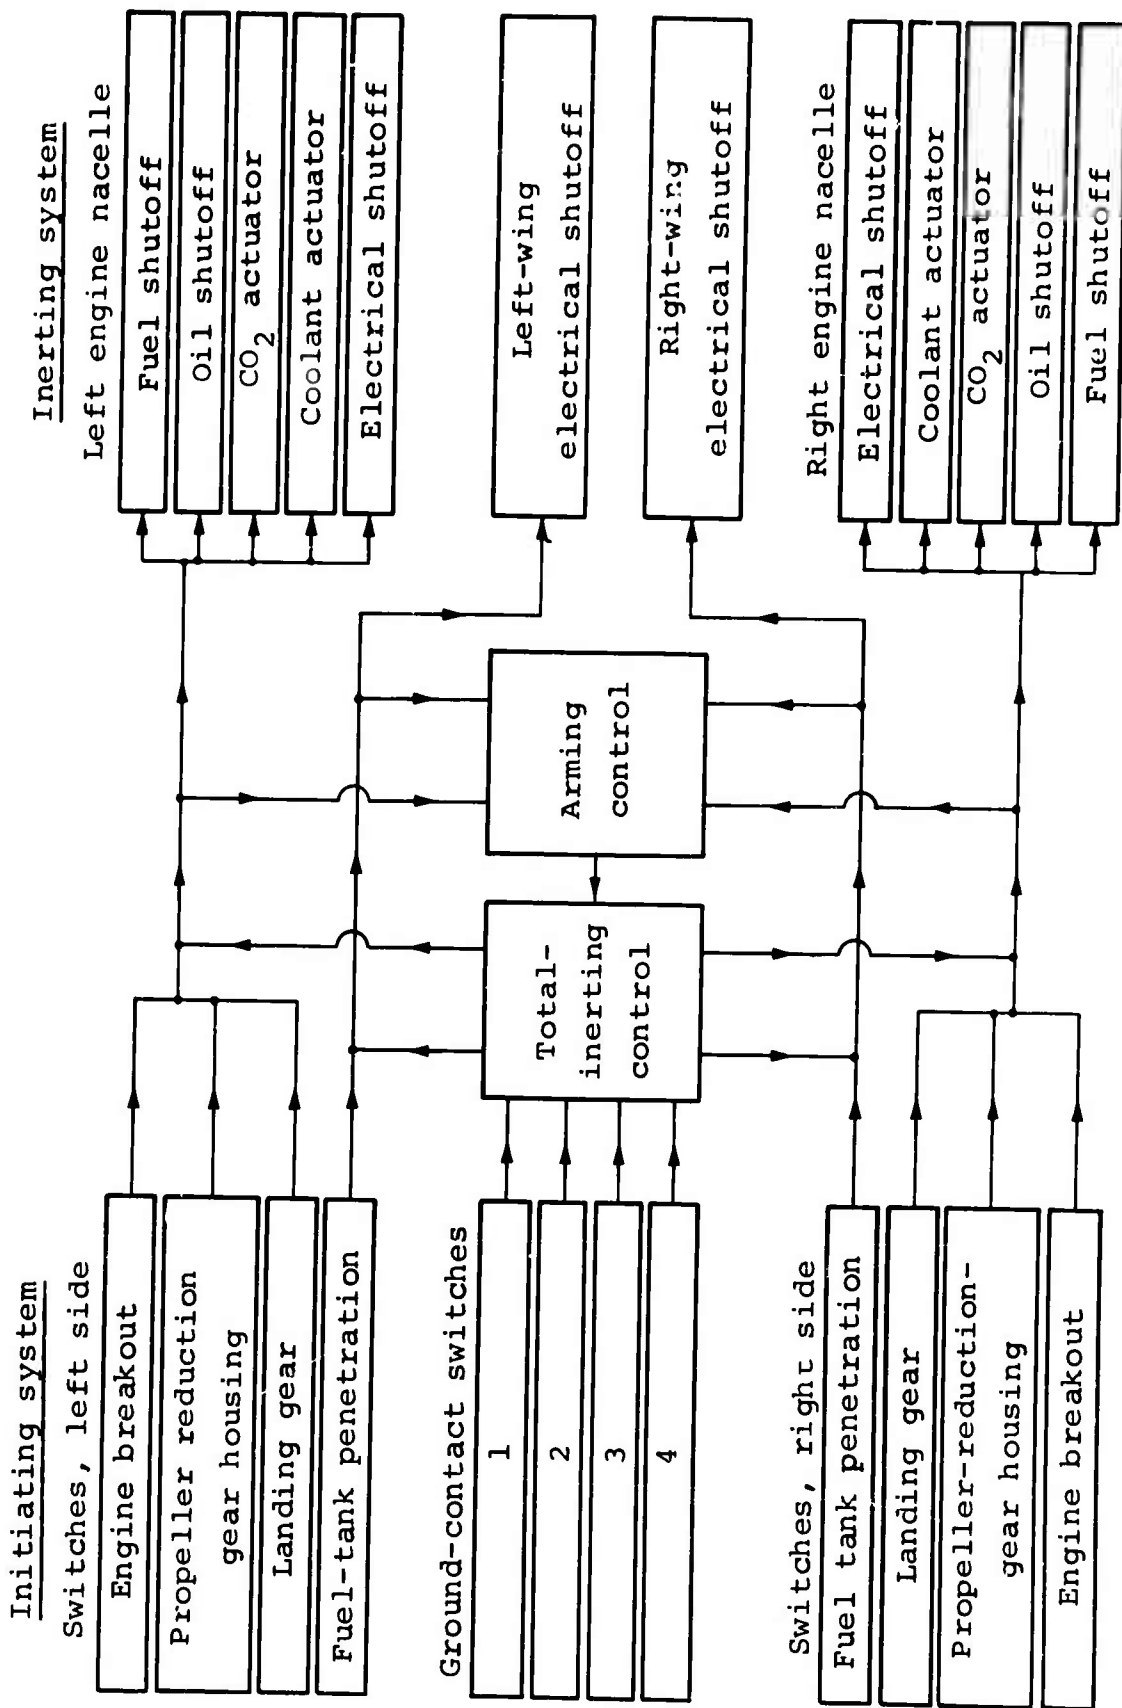 Initiating system
Switches, left side
Engine breakout
Propeller reduction
gear housing
Landing gear
Fuel-tank penetration
Ground-contact switches
1
2
3
4
Switches, right side
Fuel tank penetration
Landing gear
Propeller-reduction-
gear housing
Engine breakout
Total-
inerting
control
Arming
control
Inerting system
Left engine nacelle
Fuel shutoff
Oil shutoff
CO2 actuator
Coolant actuator
Electrical shutoff
Left-wing
electrical shutoff
Right-wing
electrical shutoff
Right engine nacelle
Electrical shutoff
Coolant actuator
CO2 actuator
Oil shutoff
Fuel shutoff